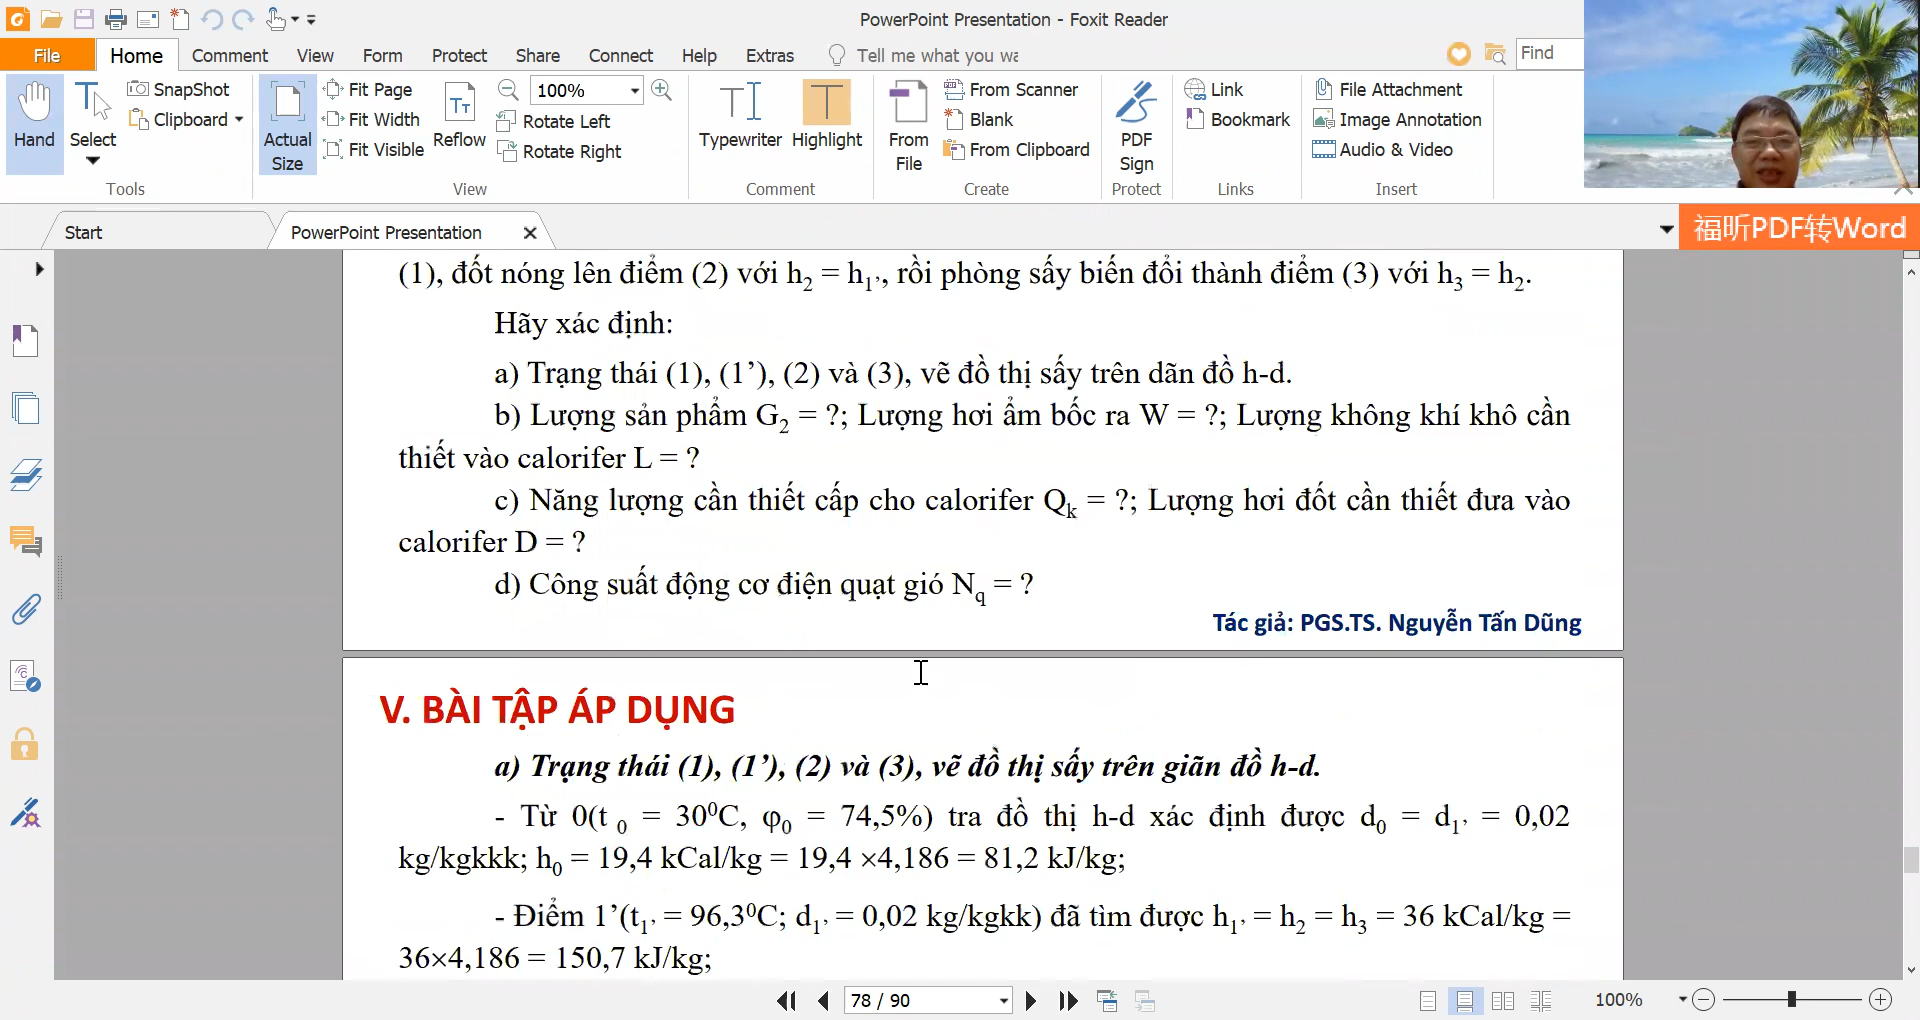 PowerPoint Presentation - Foxit Reader
File Home Comment View Form Protect Share Connect Help Extras Tell me what you wa Find
Hand Select SnapShot Clipboard
Tools
Actual Size Fit Page Fit Width Fit Visible Reflow 100% Rotate Left Rotate Right
View
Typewriter Highlight
Comment
From File From Scanner Blank From Clipboard
Create
PDF Sign
Protect
Link Bookmark
Links
File Attachment Image Annotation Audio & Video
Insert
Start PowerPoint Presentation 福昕PDF转Word
(1), đốt nóng lên điểm (2) với h₂ = h₁’, rồi phòng sấy biến đổi thành điểm (3) với h₃ = h₂.
Hãy xác định:
a) Trạng thái (1), (1’), (2) và (3), vẽ đồ thị sấy trên dãn đồ h-d.
b) Lượng sản phẩm G₂ = ?; Lượng hơi ẩm bốc ra W = ?; Lượng không khí khô cần
thiết vào calorifer L = ?
c) Năng lượng cần thiết cấp cho calorifer Qₖ = ?; Lượng hơi đốt cần thiết đưa vào
calorifer D = ?
d) Công suất động cơ điện quạt gió Nq = ?
Tác giả: PGS.TS. Nguyễn Tấn Dũng
V. BÀI TẬP ÁP DỤNG
a) Trạng thái (1), (1’), (2) và (3), vẽ đồ thị sấy trên giãn đồ h-d.
- Từ 0(t ₀ = 30⁰C, φ₀ = 74,5%) tra đồ thị h-d xác định được d₀ = d₁’ = 0,02
kg/kgkkk; h₀ = 19,4 kCal/kg = 19,4 ×4,186 = 81,2 kJ/kg;
- Điểm 1’(t₁’ = 96,3⁰C; d₁’ = 0,02 kg/kgkk) đã tìm được h₁’ = h₂ = h₃ = 36 kCal/kg =
36×4,186 = 150,7 kJ/kg;
78 / 90 100%